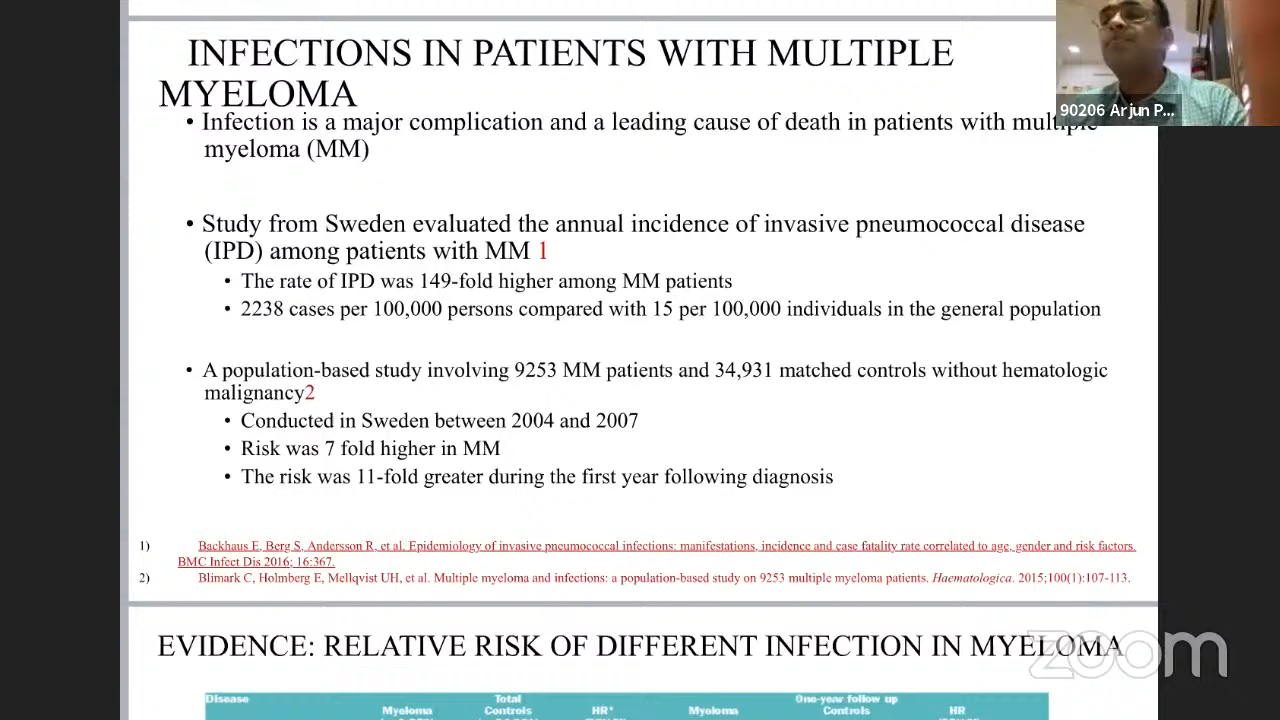 INFECTIONS IN PATIENTS WITH MULTIPLE
MYELOMA
• Infection is a major complication and a leading cause of death in patients with multiple
myeloma (MM)
90206 Arjun P...
• Study from Sweden evaluated the annual incidence of invasive pneumococcal disease
(IPD) among patients with MM 1
• The rate of IPD was 149-fold higher among MM patients
• 2238 cases per 100,000 persons compared with 15 per 100,000 individuals in the general population
• A population-based study involving 9253 MM patients and 34,931 matched controls without hematologic
malignancy2
• Conducted in Sweden between 2004 and 2007
• Risk was 7 fold higher in MM
• The risk was 11-fold greater during the first year following diagnosis
1) Backhaus E, Berg S, Andersson R, et al. Epidemiology of invasive pneumococcal infections: manifestations, incidence and case fatality rate correlated to age, gender and risk factors.
BMC Infect Dis 2016; 16:367.
2) Blimark C, Holmberg E, Mellqvist UH, et al. Multiple myeloma and infections: a population-based study on 9253 multiple myeloma patients. Haematologica. 2015;100(1):107-113.
EVIDENCE: RELATIVE RISK OF DIFFERENT INFECTION IN MYELOMA
zoom
Disease Total One-year follow up
Myeloma Controls HR* Myeloma Controls HR